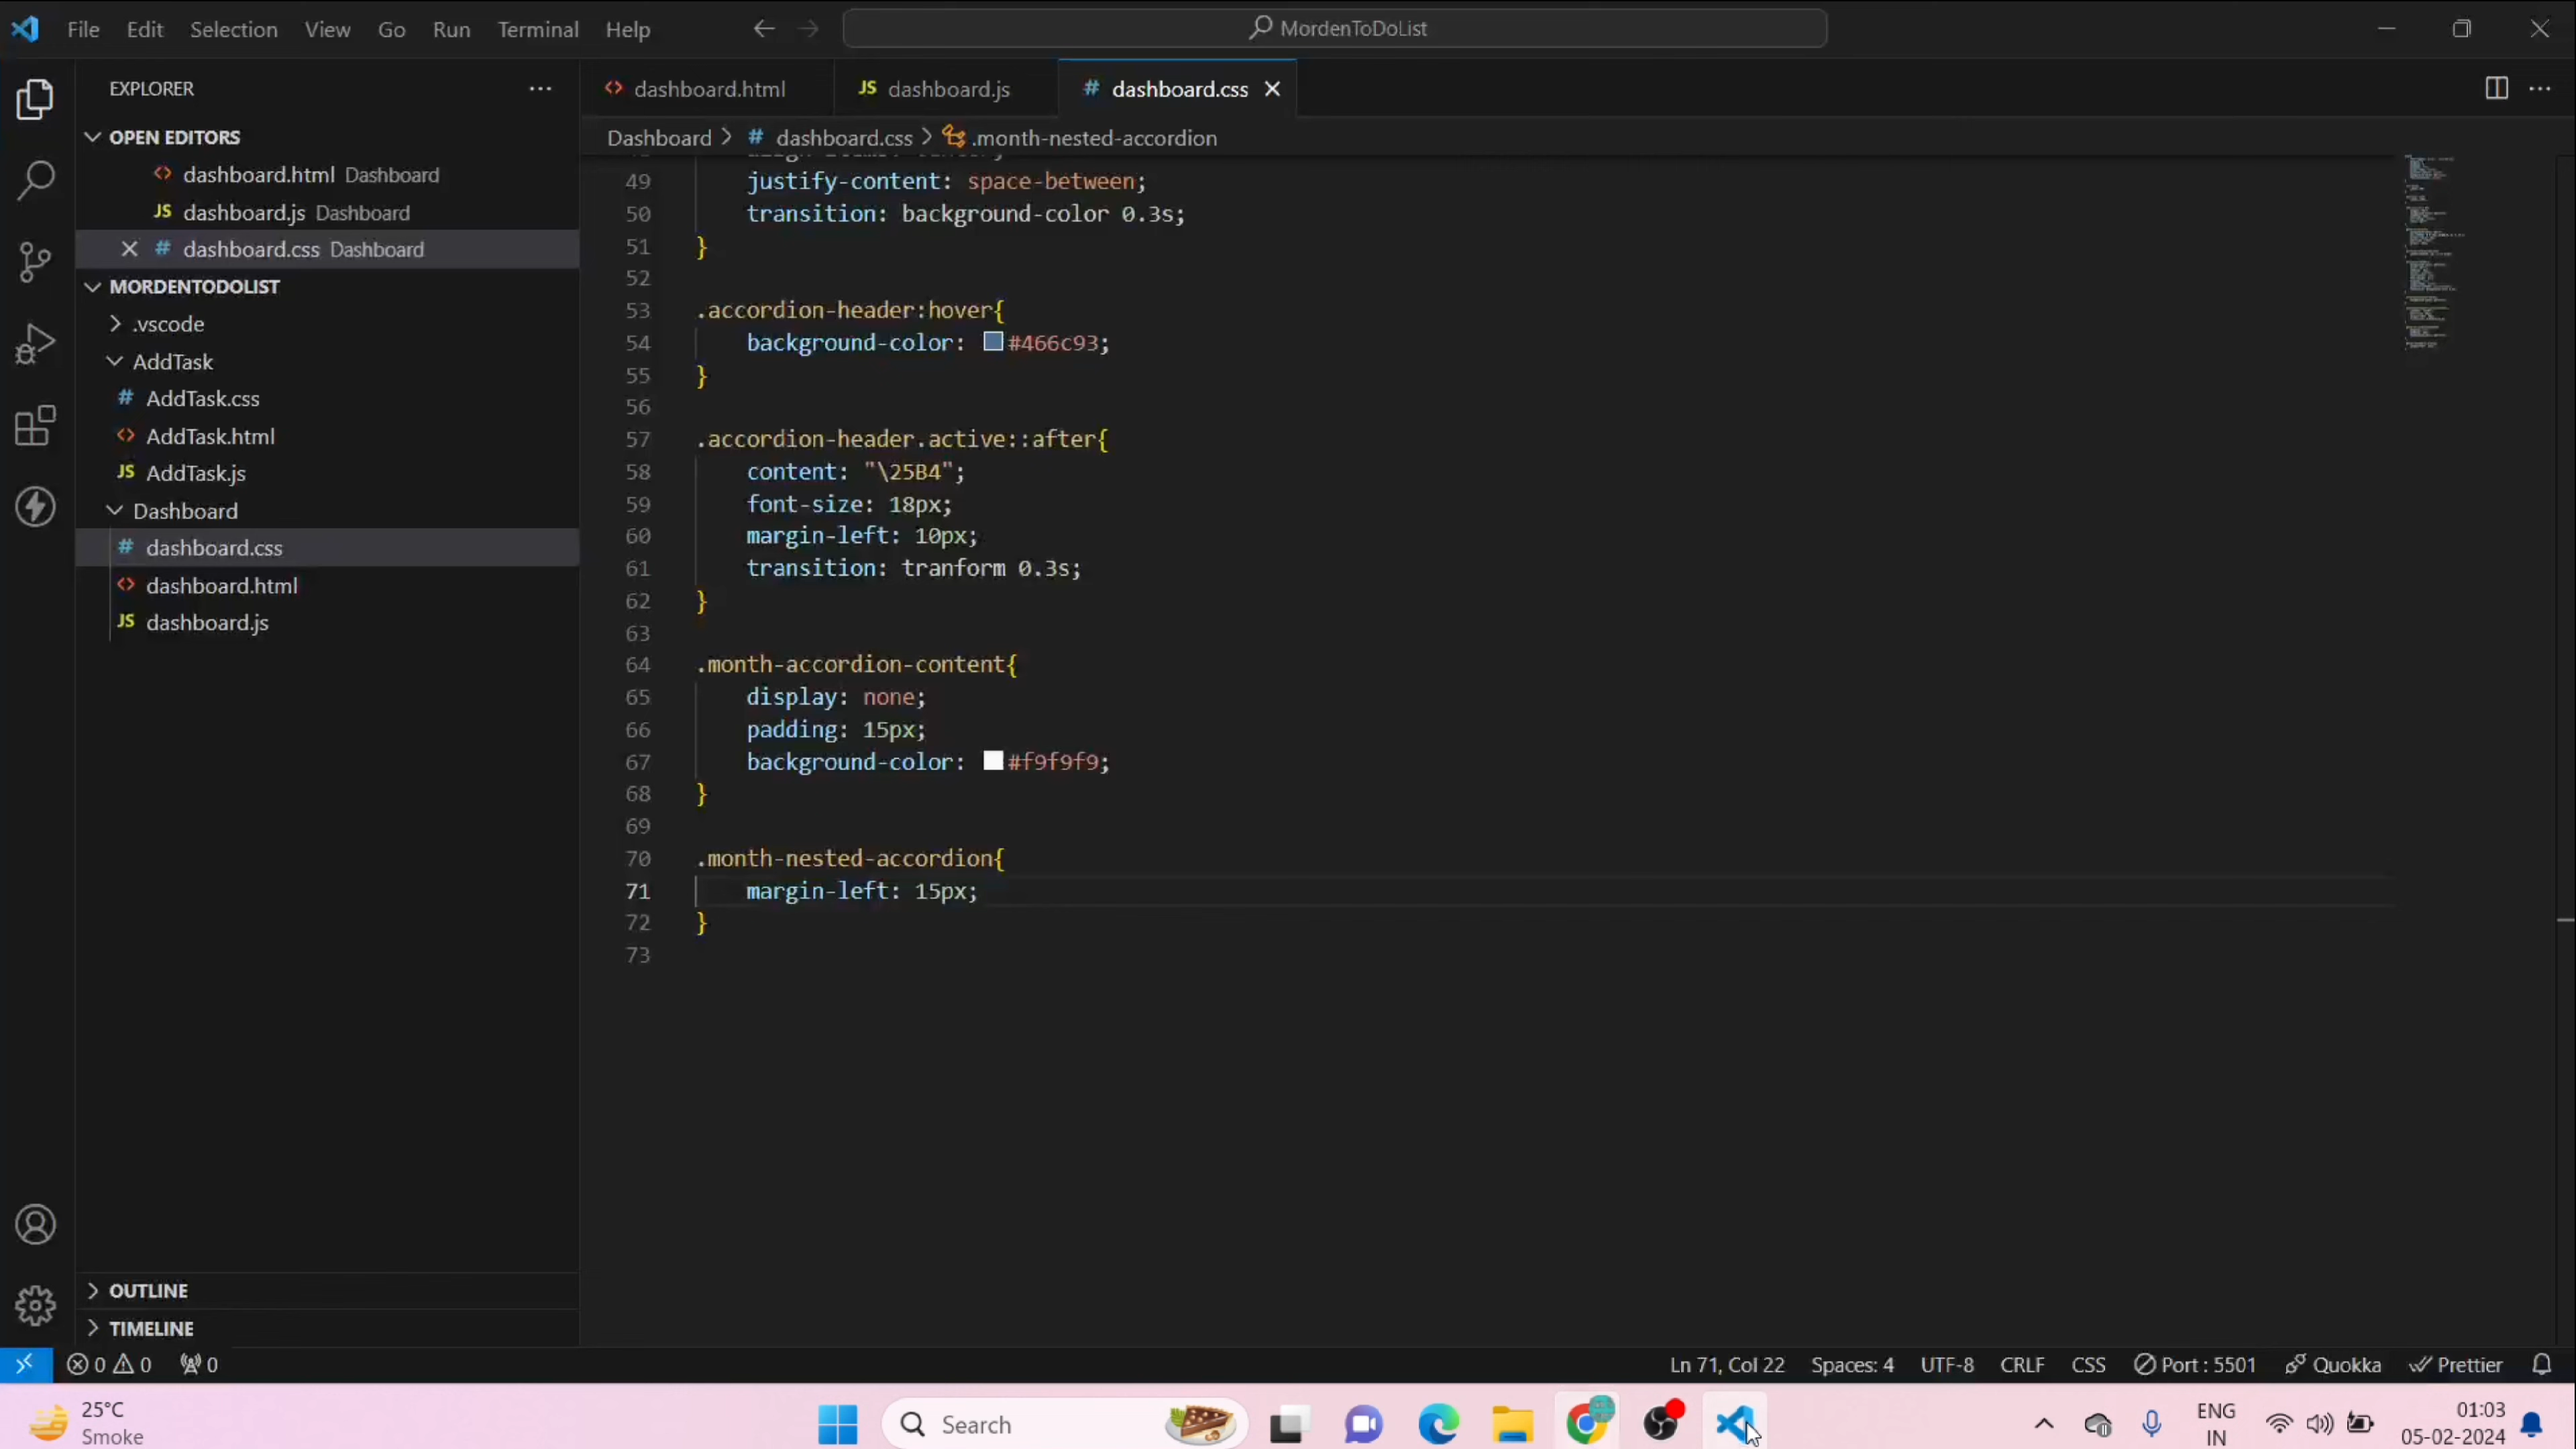 File Edit Selection View Go Run Terminal Help MordenToDoList
EXPLORER
OPEN EDITORS
dashboard.html Dashboard
JS dashboard.js Dashboard
# dashboard.css Dashboard
MORDENTODOLIST
.vscode
AddTask
# AddTask.css
AddTask.html
JS AddTask.js
Dashboard
# dashboard.css
dashboard.html
JS dashboard.js
OUTLINE
TIMELINE
dashboard.html JS dashboard.js # dashboard.css
Dashboard > # dashboard.css > .month-nested-accordion
49 justify-content: space-between;
50 transition: background-color 0.3s;
51 }
52
53 .accordion-header:hover{
54 background-color: #466c93;
55 }
56
57 .accordion-header.active::after{
58 content: "\25B4";
59 font-size: 18px;
60 margin-left: 10px;
61 transition: tranform 0.3s;
62 }
63
64 .month-accordion-content{
65 display: none;
66 padding: 15px;
67 background-color: #f9f9f9;
68 }
69
70 .month-nested-accordion{
71 margin-left: 15px;
72 }
73
0 0 0 Ln 71, Col 22 Spaces: 4 UTF-8 CRLF CSS Port : 5501 Quokka Prettier
25°C
Smoke
Search
ENG
IN
01:03
05-02-2024